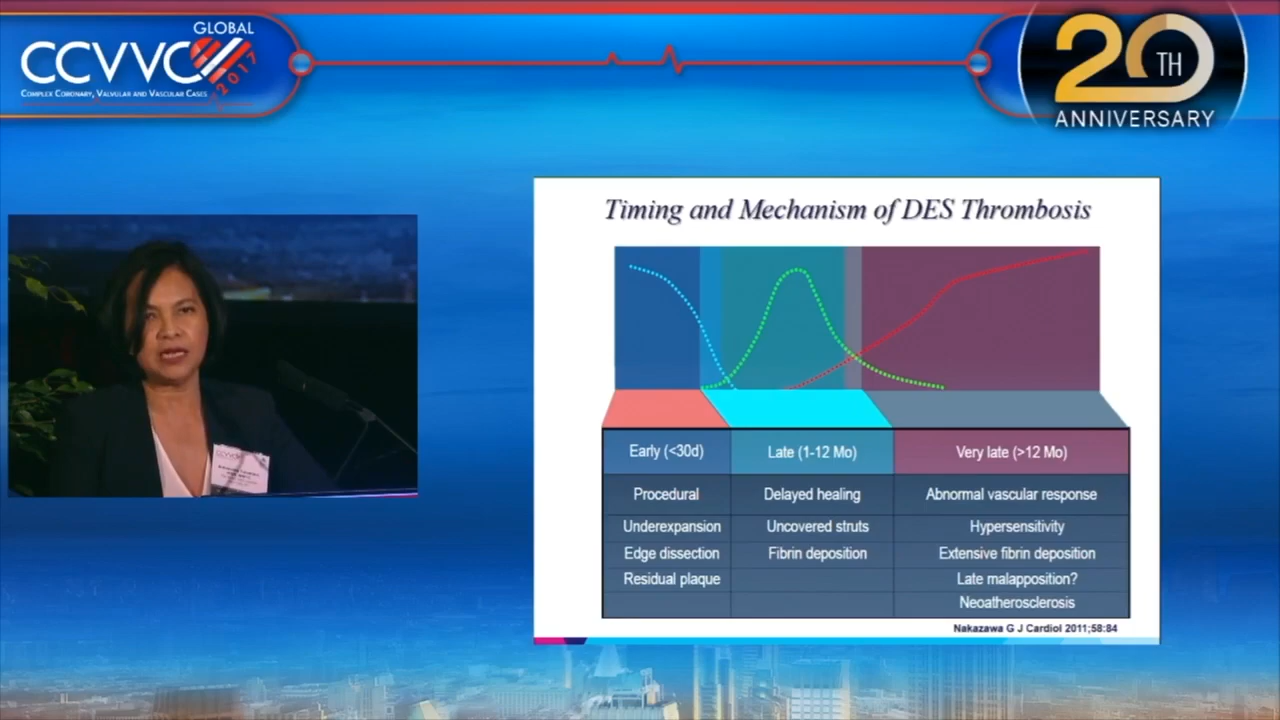 GLOBAL
CCVVC
2017
COMPLEX CORONARY, VALVULAR AND VASCULAR CASES
20TH
ANNIVERSARY
Timing and Mechanism of DES Thrombosis
Early (<30d) Late (1-12 Mo) Very late (>12 Mo)
Procedural Delayed healing Abnormal vascular response
Underexpansion Uncovered struts Hypersensitivity
Edge dissection Fibrin deposition Extensive fibrin deposition
Residual plaque Late malapposition?
Neoatherosclerosis
Nakazawa G J Cardiol 2011;58:84